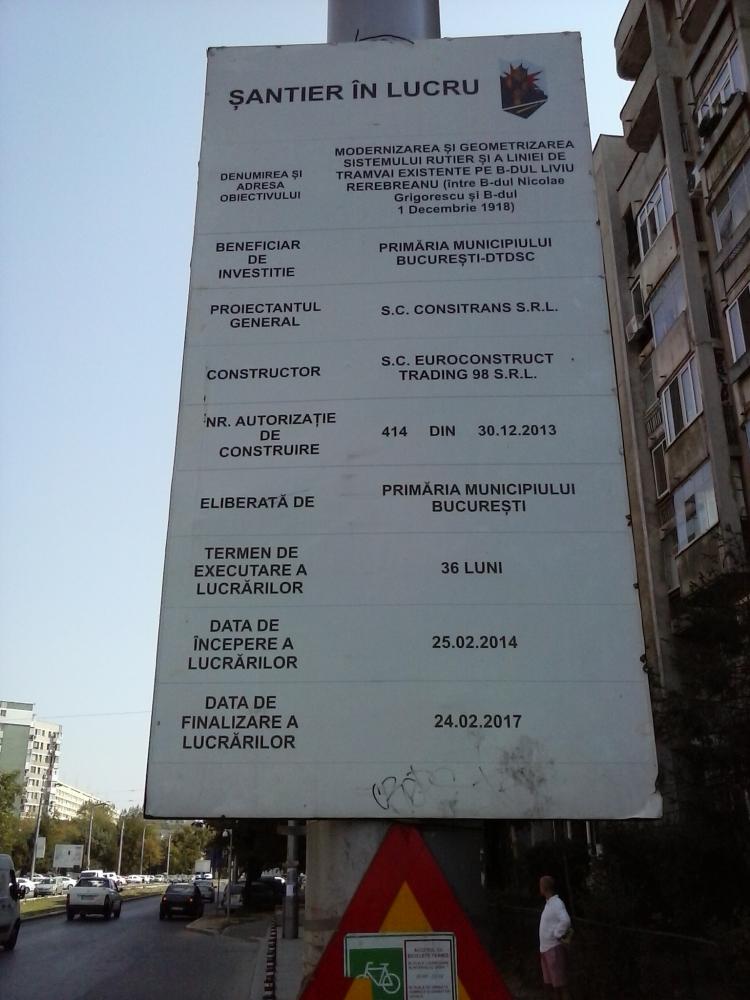 ȘANTIER ÎN LUCRU
DENUMIREA ȘI
ADRESA
OBIECTIVULUI
MODERNIZAREA ȘI GEOMETRIZAREA
SISTEMULUI RUTIER ȘI A LINIEI DE
TRAMVAI EXISTENTE PE B-DUL LIVIU
REREBREANU (între B-dul Nicolae
Grigorescu și B-dul
1 Decembrie 1918)
BENEFICIAR
DE
INVESTITIE
PRIMĂRIA MUNICIPIULUI
BUCUREȘTI-DTDSC
PROIECTANTUL
GENERAL
S.C. CONSITRANS S.R.L.
CONSTRUCTOR
S.C. EUROCONSTRUCT
TRADING 98 S.R.L.
NR. AUTORIZAȚIE
DE
CONSTRUIRE
414 DIN 30.12.2013
ELIBERATĂ DE
PRIMĂRIA MUNICIPIULUI
BUCUREȘTI
TERMEN DE
EXECUTARE A
LUCRĂRILOR
36 LUNI
DATA DE
ÎNCEPERE A
LUCRĂRILOR
25.02.2014
DATA DE
FINALIZARE A
LUCRĂRILOR
24.02.2017